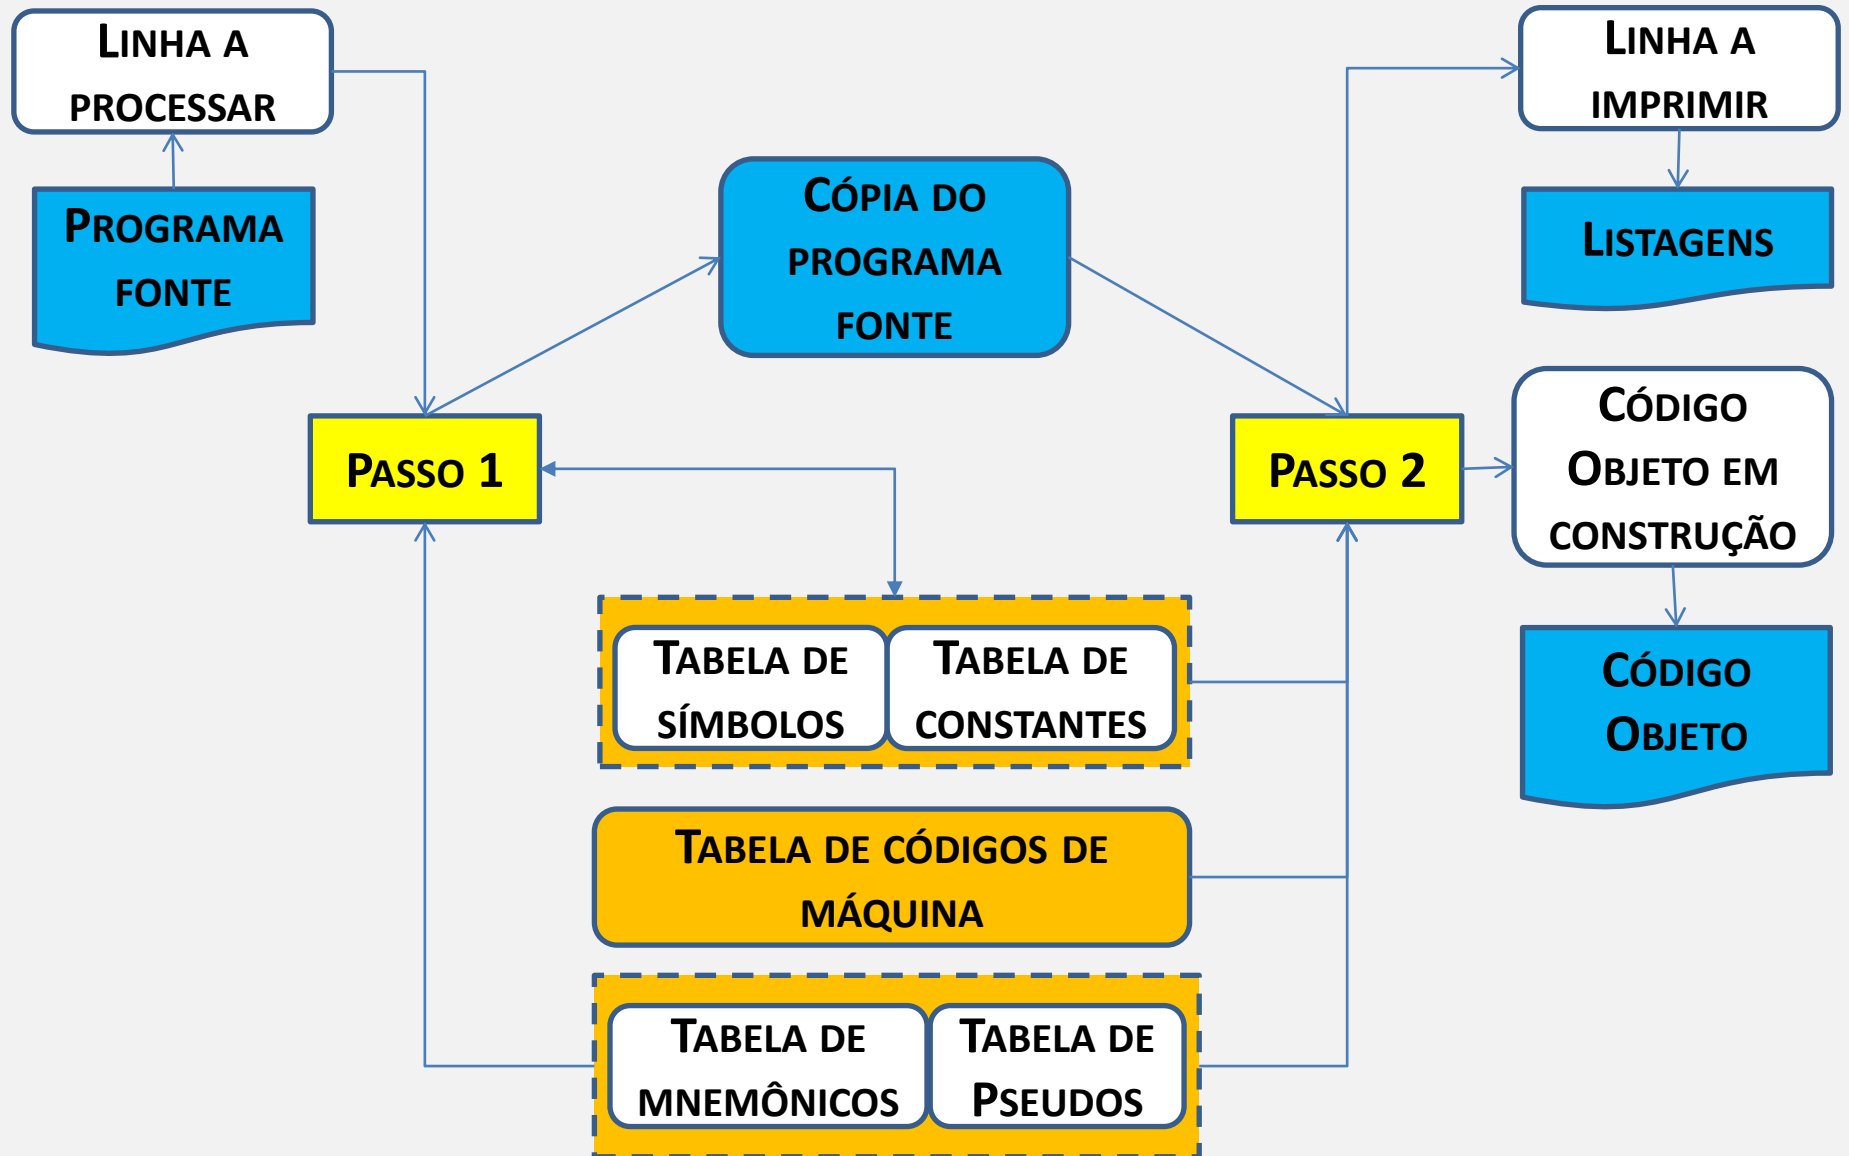 LINHA A
PROCESSAR
PROGRAMA
FONTE
CÓPIA DO
PROGRAMA
FONTE
LINHA A
IMPRIMIR
LISTAGENS
PASSO 1
PASSO 2
CÓDIGO
OBJETO EM
CONSTRUÇÃO
CÓDIGO
OBJETO
TABELA DE
SÍMBOLOS
TABELA DE
CONSTANTES
TABELA DE CÓDIGOS DE
MÁQUINA
TABELA DE
MNEMÔNICOS
TABELA DE
PSEUDOS